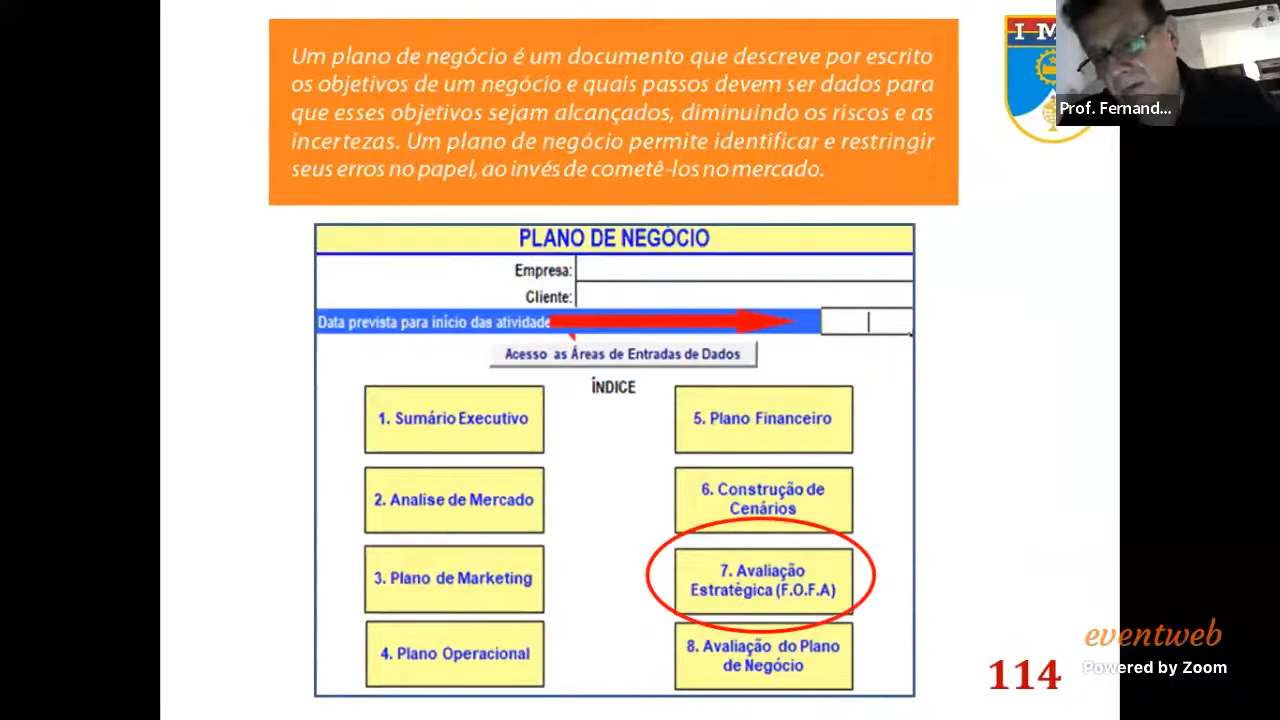 Um plano de negócio é um documento que descreve por escrito
os objetivos de um negócio e quais passos devem ser dados para
que esses objetivos sejam alcançados, diminuindo os riscos e as
incertezas. Um plano de negócio permite identificar e restringir
seus erros no papel, ao invés de cometê-los no mercado.
I M
Prof. Fernand...
PLANO DE NEGÓCIO
Empresa:
Cliente:
Data prevista para início das atividade
Acesso as Áreas de Entradas de Dados
ÍNDICE
1. Sumário Executivo
5. Plano Financeiro
2. Analise de Mercado
6. Construção de
Cenários
3. Plano de Marketing
7. Avaliação
Estratégica (F.O.F.A)
4. Plano Operacional
8. Avaliação do Plano
de Negócio
114
eventweb
Powered by Zoom